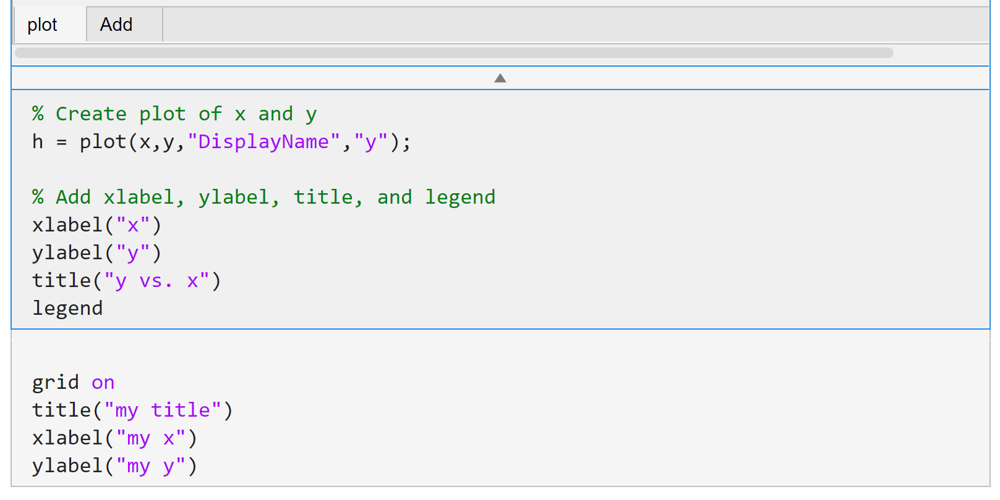 plot Add
% Create plot of x and y
h = plot(x,y,"DisplayName","y");
% Add xlabel, ylabel, title, and legend
xlabel("x")
ylabel("y")
title("y vs. x")
legend
grid on
title("my title")
xlabel("my x")
ylabel("my y")